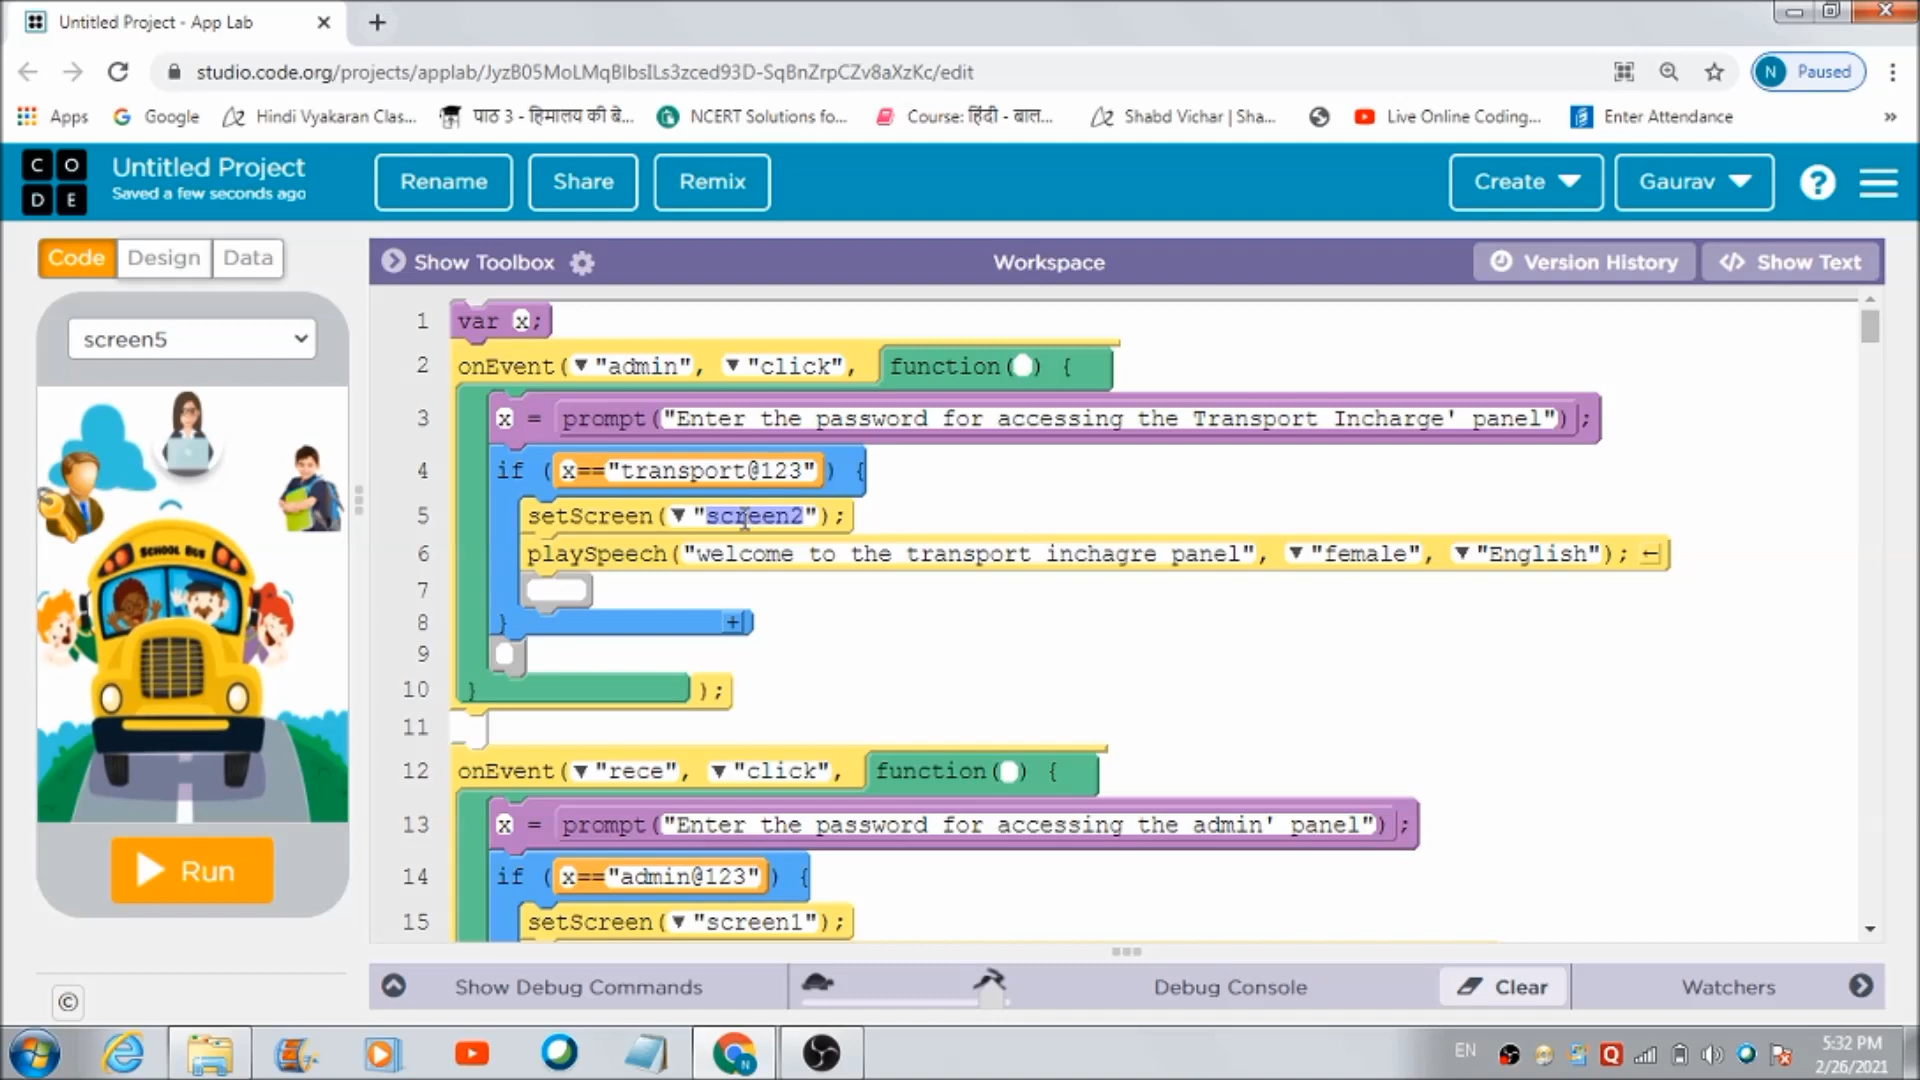 Untitled Project - App Lab
studio.code.org/projects/applab/JyzB05MoLMqBIbsILs3zced93D-SqBnZrpCZv8aXzKc/edit
N Paused
Apps Google Hindi Vyakaran Clas... पाठ 3 - हिमालय की बे... NCERT Solutions fo... Course: हिंदी - बाल... Shabd Vichar | Sha... Live Online Coding... Enter Attendance »
CODE
Untitled Project
Saved a few seconds ago
Rename Share Remix Create Gaurav ?
Code Design Data
Show Toolbox Workspace Version History </> Show Text
screen5
SCHOOL BUS
Run
1 var x;
2 onEvent( "admin", "click", function( ) {
3 x = prompt("Enter the password for accessing the Transport Incharge' panel");
4 if (x=="transport@123") {
5 setScreen( "screen2");
6 playSpeech("welcome to the transport inchagre panel", "female", "English");
7
8 } +
9
10 } );
11
12 onEvent( "rece", "click", function( ) {
13 x = prompt("Enter the password for accessing the admin' panel");
14 if (x=="admin@123") {
15 setScreen( "screen1");
©
Show Debug Commands Debug Console Clear Watchers
EN
5:32 PM
2/26/2021